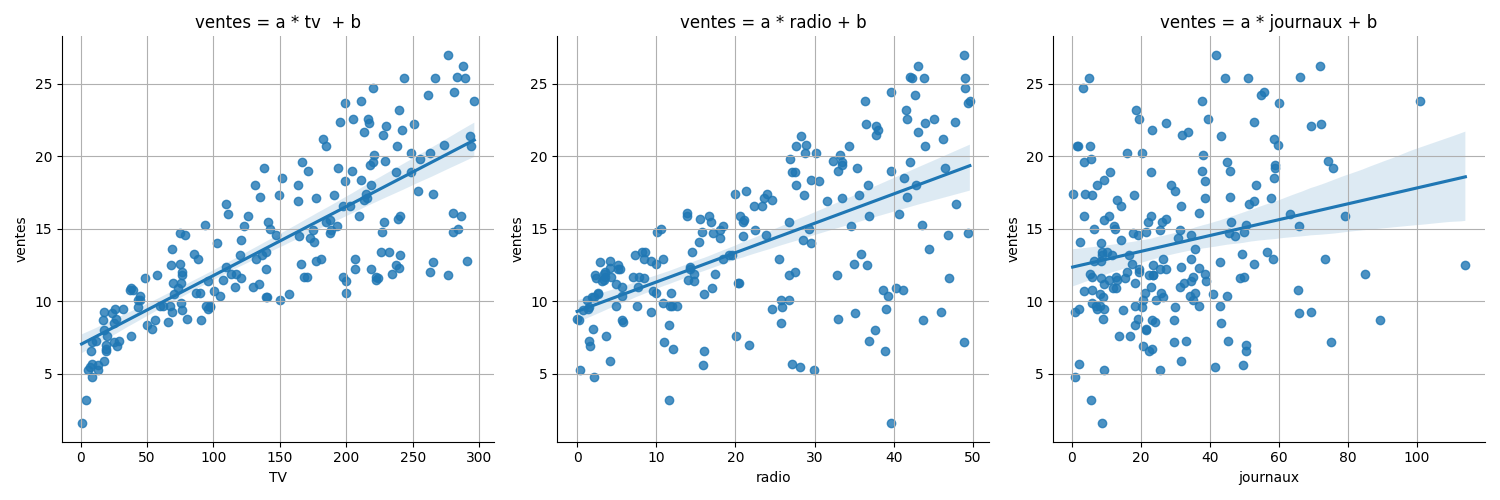 ventes = a * tv  + b
ventes
25
20
15
10
5
0 50 100 150 200 250 300
TV
ventes = a * radio + b
ventes
25
20
15
10
5
0 10 20 30 40 50
radio
ventes = a * journaux + b
ventes
25
20
15
10
5
0 20 40 60 80 100
journaux